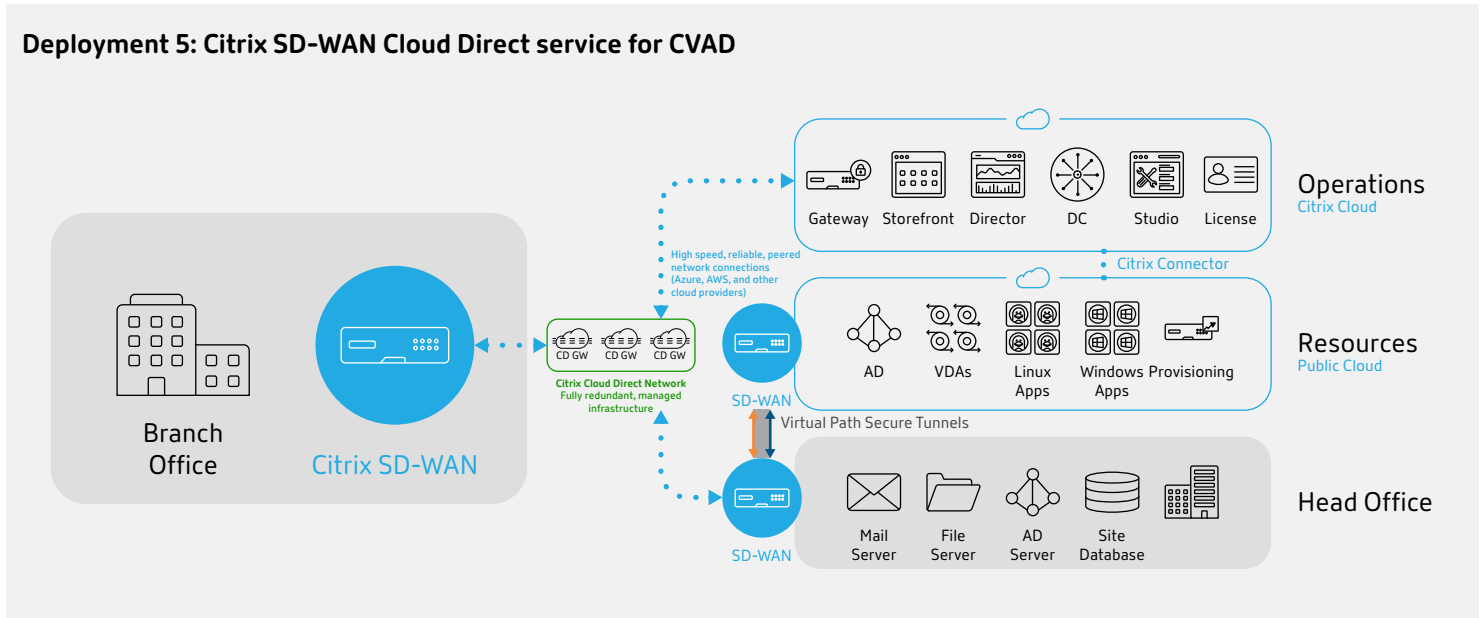 Deployment 5: Citrix SD-WAN Cloud Direct service for CVAD
Branch
Office
Citrix SD-WAN
CD GW
CD GW
CD GW
Citrix Cloud Direct Network
Fully redundant, managed
infrastructure
High speed, reliable, peered
network connections
(Azure, AWS, and other
cloud providers)
Gateway
Storefront
Director
DC
Studio
License
Operations
Citrix Cloud
Citrix Connector
SD-WAN
AD
VDAs
Linux
Apps
Windows
Apps
Provisioning
Resources
Public Cloud
Virtual Path Secure Tunnels
SD-WAN
Mail
Server
File
Server
AD
Server
Site
Database
Head Office